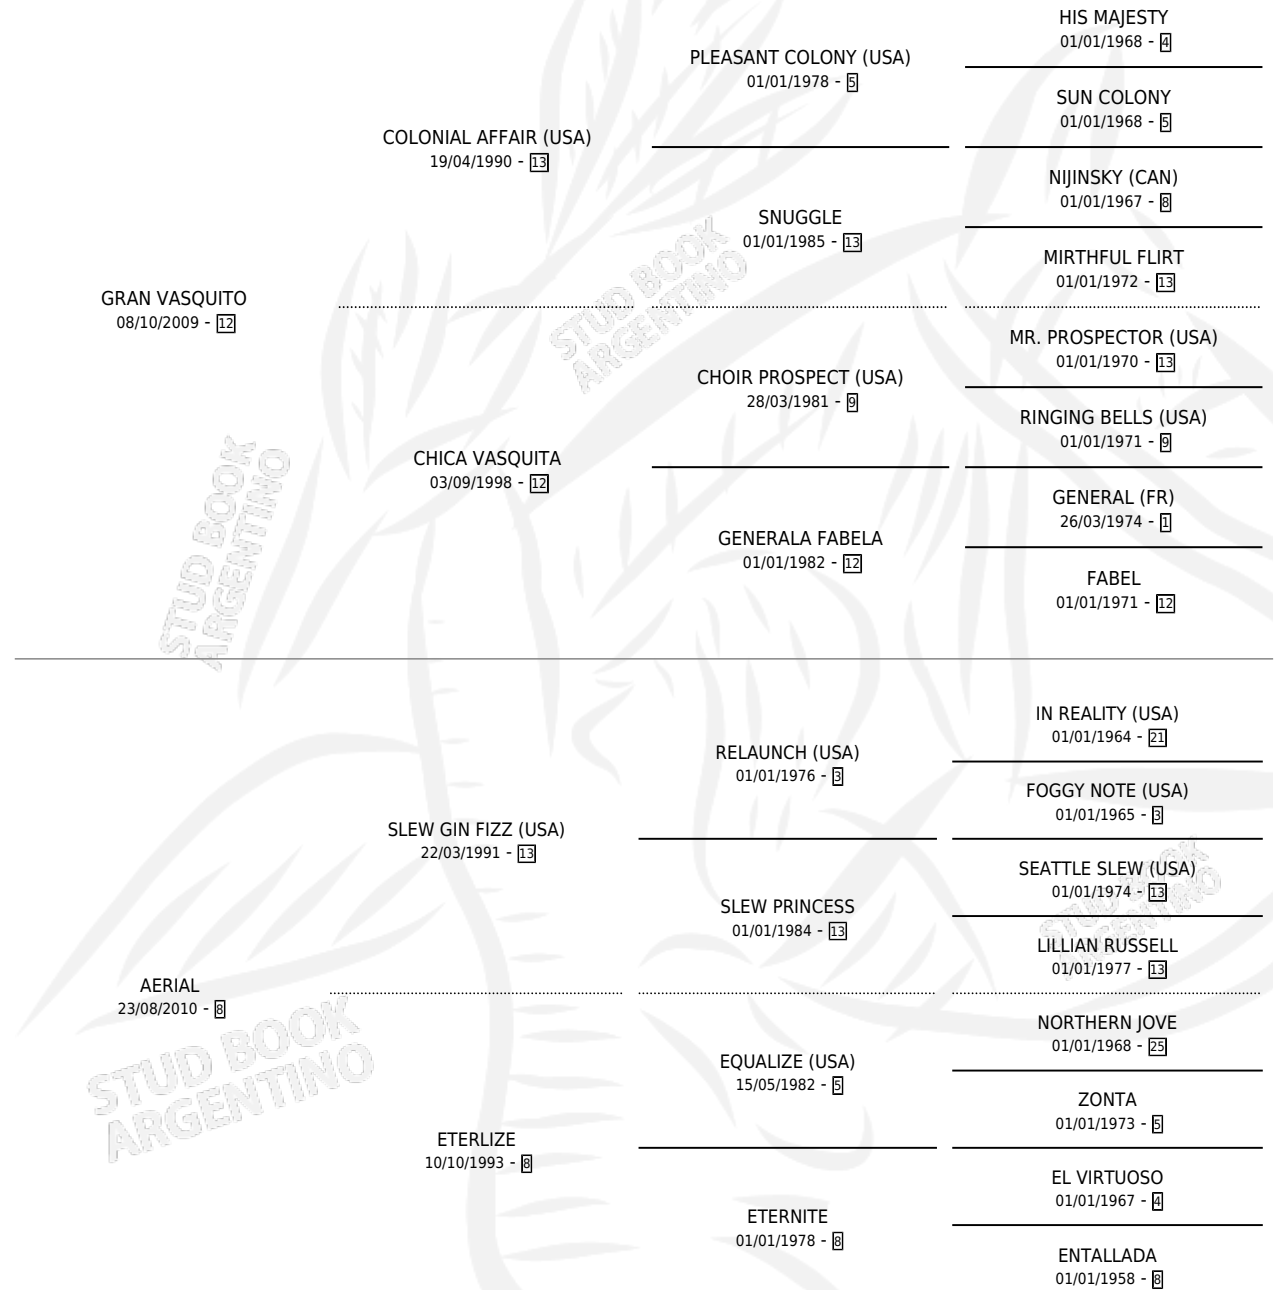 HIS MAJESTY
01/01/1968 - 4
PLEASANT COLONY (USA)
01/01/1978 - 5
SUN COLONY
01/01/1968 - 5
COLONIAL AFFAIR (USA)
19/04/1990 - 13
NIJINSKY (CAN)
01/01/1967 - 8
SNUGGLE
01/01/1985 - 13
MIRTHFUL FLIRT
01/01/1972 - 13
STUD BOOK
ARGENTINO
GRAN VASQUITO
08/10/2009 - 12
MR. PROSPECTOR (USA)
01/01/1970 - 13
CHOIR PROSPECT (USA)
28/03/1981 - 9
RINGING BELLS (USA)
01/01/1971 - 9
CHICA VASQUITA
03/09/1998 - 12
GENERAL (FR)
26/03/1974 - 1
GENERALA FABELA
01/01/1982 - 12
FABEL
01/01/1971 - 12
STUD BOOK
ARGENTINO
IN REALITY (USA)
01/01/1964 - 21
RELAUNCH (USA)
01/01/1976 - 3
FOGGY NOTE (USA)
01/01/1965 - 3
SLEW GIN FIZZ (USA)
22/03/1991 - 13
SEATTLE SLEW (USA)
01/01/1974 - 13
STUD BOOK
ARGENTINO
SLEW PRINCESS
01/01/1984 - 13
LILLIAN RUSSELL
01/01/1977 - 13
AERIAL
23/08/2010 - 8
NORTHERN JOVE
01/01/1968 - 25
STUD BOOK
ARGENTINO
EQUALIZE (USA)
15/05/1982 - 5
ZONTA
01/01/1973 - 5
ETERLIZE
10/10/1993 - 8
EL VIRTUOSO
01/01/1967 - 4
ETERNITE
01/01/1978 - 8
ENTALLADA
01/01/1958 - 8